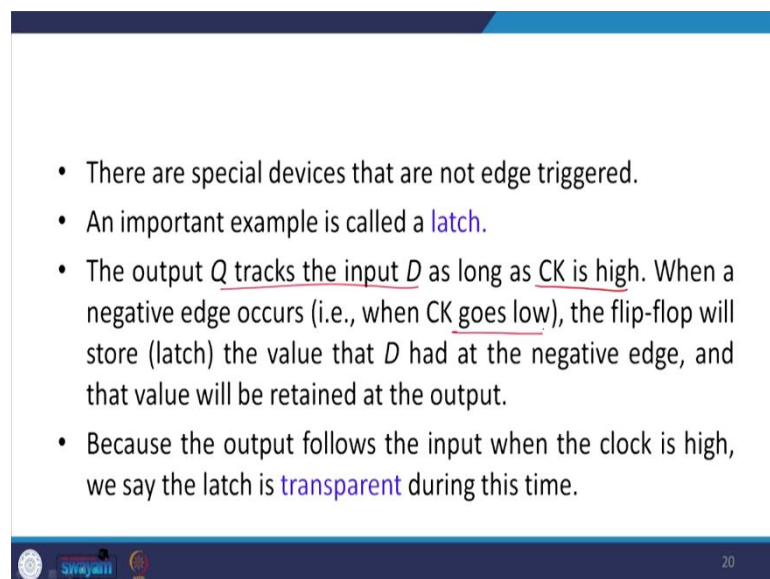 • There are special devices that are not edge triggered.
• An important example is called a latch.
• The output Q tracks the input D as long as CK is high. When a
negative edge occurs (i.e., when CK goes low), the flip-flop will
store (latch) the value that D had at the negative edge, and
that value will be retained at the output.
• Because the output follows the input when the clock is high,
we say the latch is transparent during this time.
swayam
20